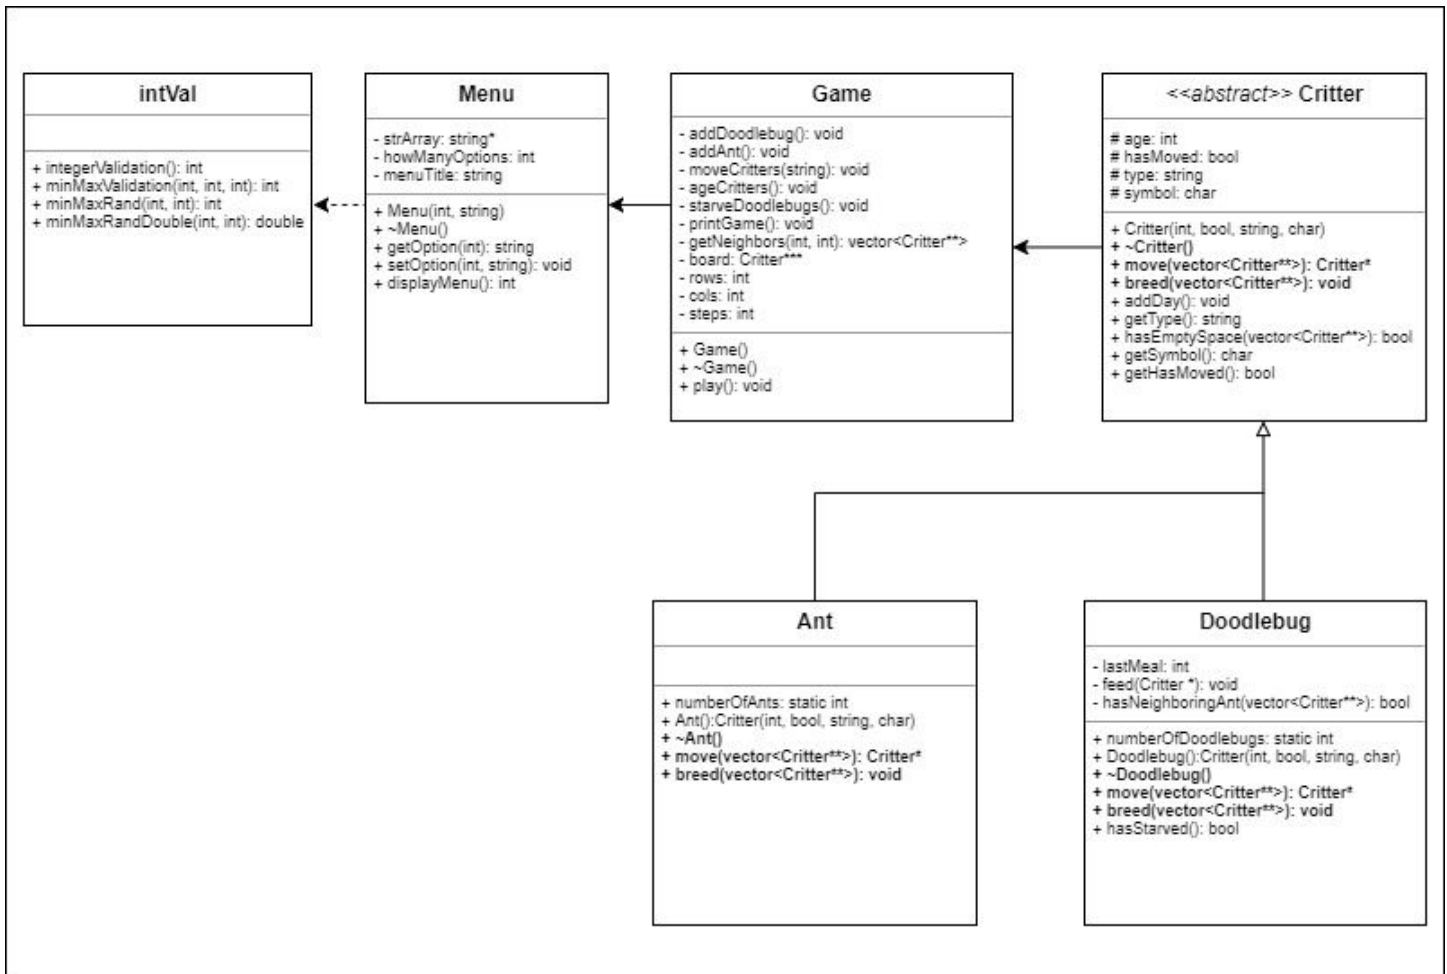 intVal
+ integerValidation(): int
+ minMaxValidation(int, int, int): int
+ minMaxRand(int, int): int
+ minMaxRandDouble(int, int): double
Menu
- strArray: string*
- howManyOptions: int
- menuTitle: string
+ Menu(int, string)
+ ~Menu()
+ getOption(int): string
+ setOption(int, string): void
+ displayMenu(): int
Game
- addDoodlebug(): void
- addAnt(): void
- moveCritters(string): void
- ageCritters(): void
- starveDoodlebugs(): void
- printGame(): void
- getNeighbors(int, int): vector<Critter**>
- board: Critter***
- rows: int
- cols: int
- steps: int
+ Game()
+ ~Game()
+ play(): void
<<abstract>> Critter
# age: int
# hasMoved: bool
# type: string
# symbol: char
+ Critter(int, bool, string, char)
+ ~Critter()
+ move(vector<Critter**>): Critter*
+ breed(vector<Critter**>): void
+ addDay(): void
+ getType(): string
+ hasEmptySpace(vector<Critter**>): bool
+ getSymbol(): char
+ getHasMoved(): bool
Ant
+ numberOfAnts: static int
+ Ant():Critter(int, bool, string, char)
+ ~Ant()
+ move(vector<Critter**>): Critter*
+ breed(vector<Critter**>): void
Doodlebug
- lastMeal: int
- feed(Critter *): void
- hasNeighboringAnt(vector<Critter**>): bool
+ numberOfDoodlebugs: static int
+ Doodlebug():Critter(int, bool, string, char)
+ ~Doodlebug()
+ move(vector<Critter**>): Critter*
+ breed(vector<Critter**>): void
+ hasStarved(): bool